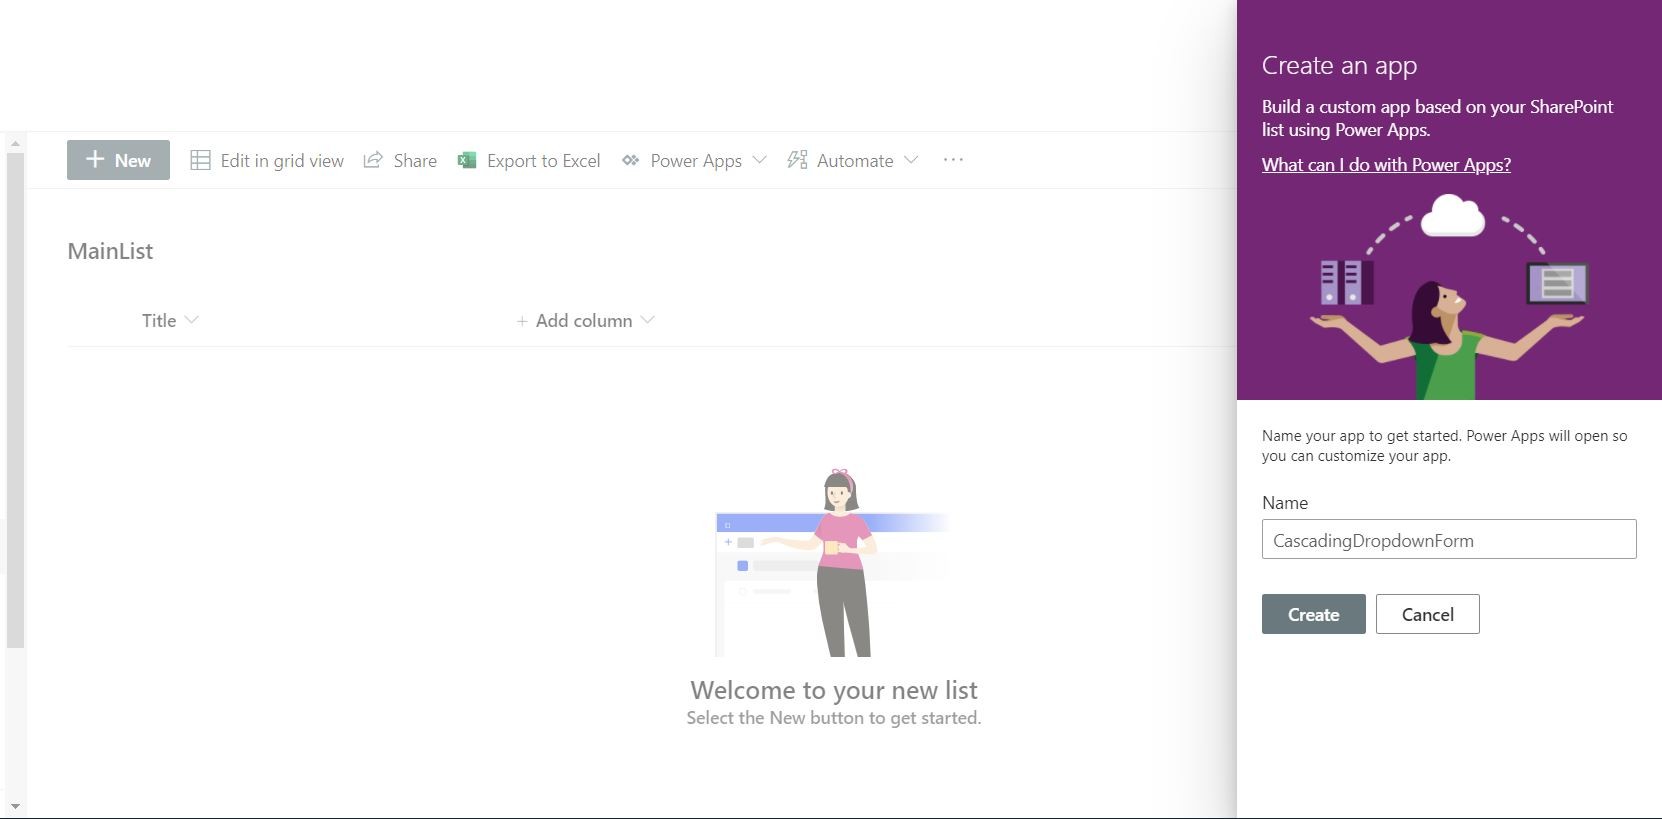 New Edit in grid view Share Export to Excel Power Apps Automate ...
MainList
Title + Add column
Welcome to your new list
Select the New button to get started.
Create an app
Build a custom app based on your SharePoint
list using Power Apps.
What can I do with Power Apps?
Name your app to get started. Power Apps will open so
you can customize your app.
Name
CascadingDropdownForm
Create Cancel